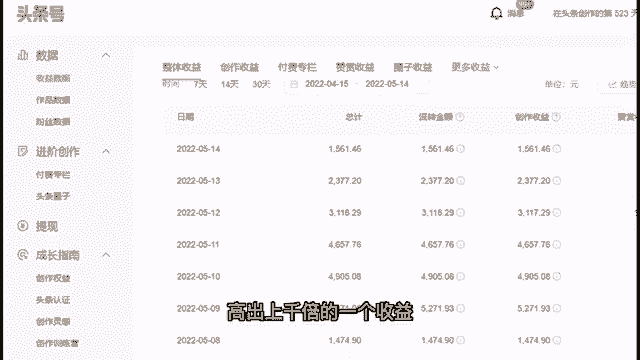 头条号
消息
在头条创作的第 523 天
数据
收益数据
作品数据
粉丝数据
进阶创作
付费专栏
头条圈子
提现
成长指南
创作权益
头条认证
创作灵感
创作训练营
整体收益 创作收益 付费专栏 赞赏收益 圈子收益 更多收益
时间 7天 14天 30天 2022-04-15 - 2022-05-14 单位：元
日期 总计 流转金额 创作收益
2022-05-14 1,561.46 1,561.46 1,561.46
2022-05-13 2,377.20 2,377.20 2,377.20
2022-05-12 3,118.29 3,118.29 3,117.29
2022-05-11 4,657.76 4,657.76 4,657.76
2022-05-10 4,905.08 4,905.08 4,905.08
2022-05-09 5,271.93 5,271.93
2022-05-08 1,474.90 1,474.90 1,474.90
高出上千倍的一个收益